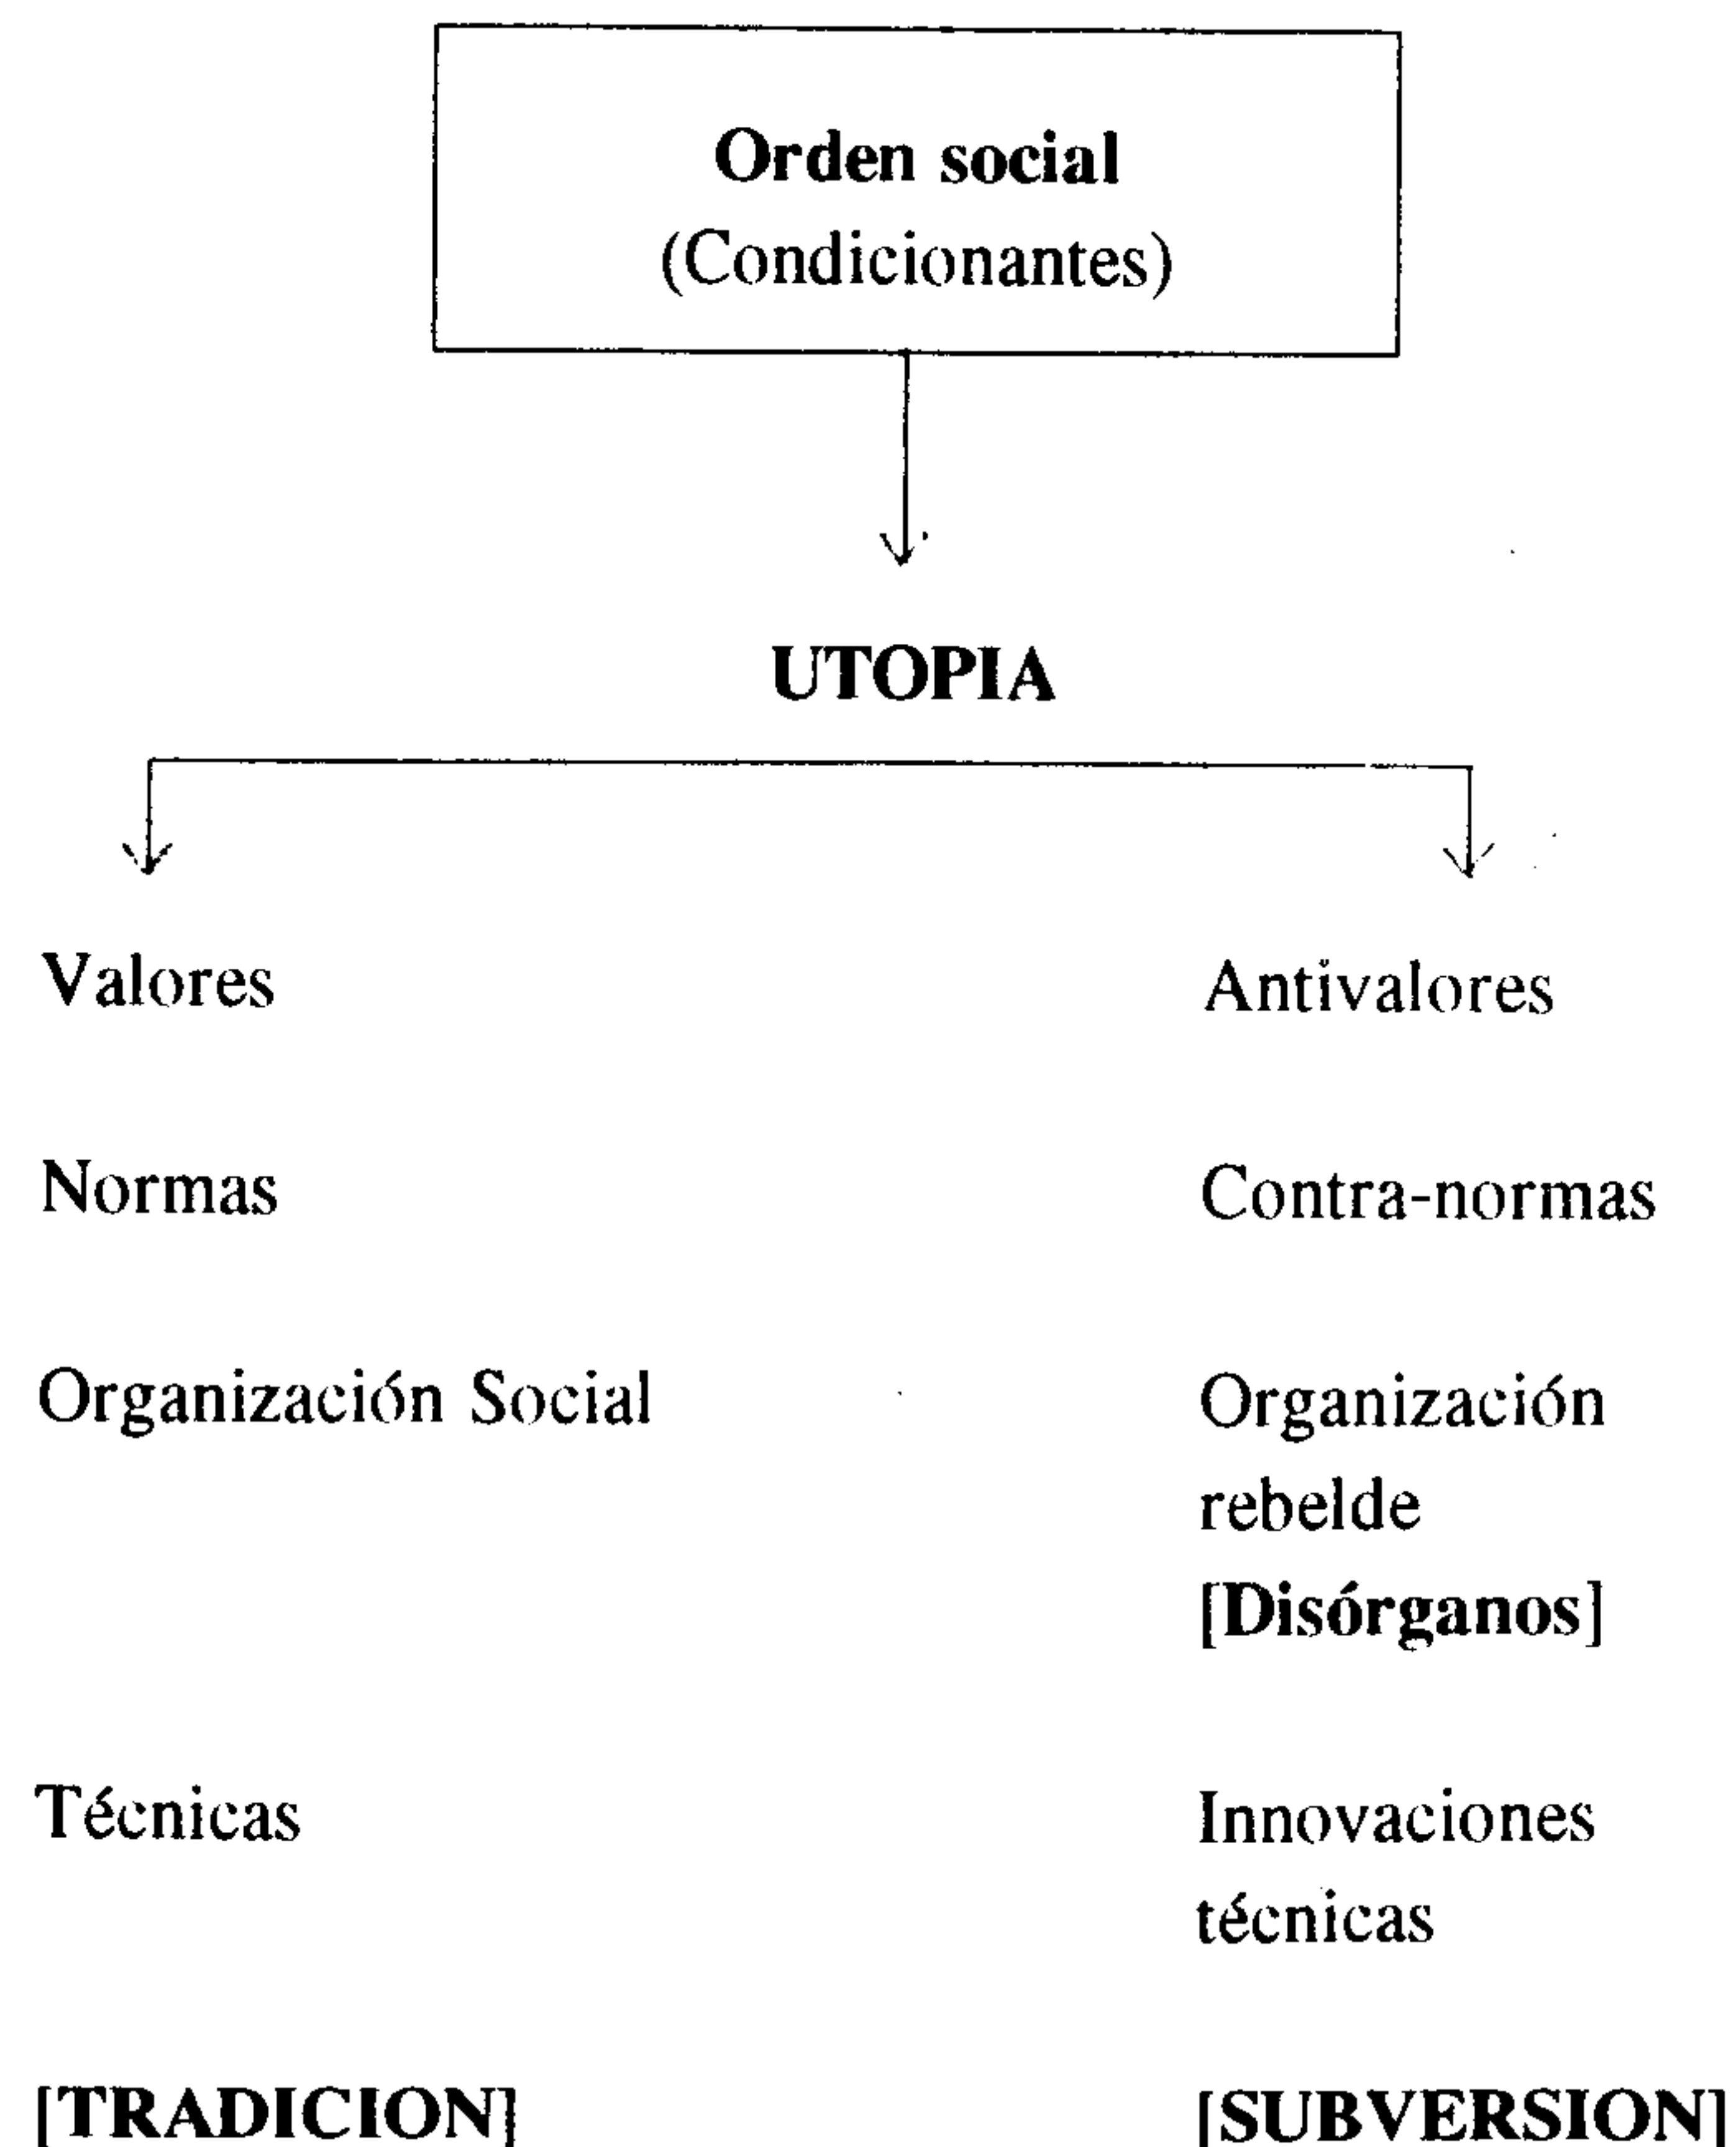 Orden social
(Condicionantes)
UTOPIA
Valores
Antivalores
Normas
Contra-normas
Organización Social
Organización
rebelde
[Disórganos]
Técnicas
Innovaciones
técnicas
[TRADICION]
[SUBVERSION]